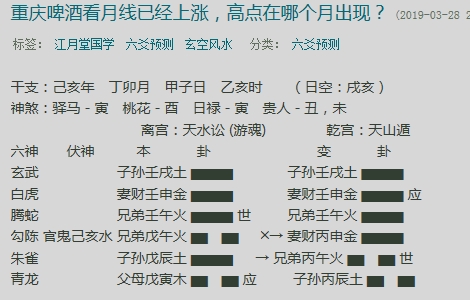 重庆啤酒看月线已经上涨，高点在哪个月出现？ (2019-03-28 2
标签： 江月堂国学 六爻预测 玄空风水 分类： 六爻预测
干支：己亥年 丁卯月 甲子日 乙亥时 （日空：戌亥）
神煞：驿马－寅 桃花－酉 日禄－寅 贵人－丑，未
离宫：天水讼 (游魂) 乾宫：天山遁
六神 伏神 本 卦 变 卦
玄武 子孙壬戌土 子孙壬戌土
白虎 妻财壬申金 妻财壬申金 应
腾蛇 兄弟壬午火 世 兄弟壬午火
勾陈 官鬼己亥水 兄弟戊午火 ×→ 妻财丙申金
朱雀 子孙戊辰土 → 兄弟丙午火 世
青龙 父母戊寅木 应 子孙丙辰土